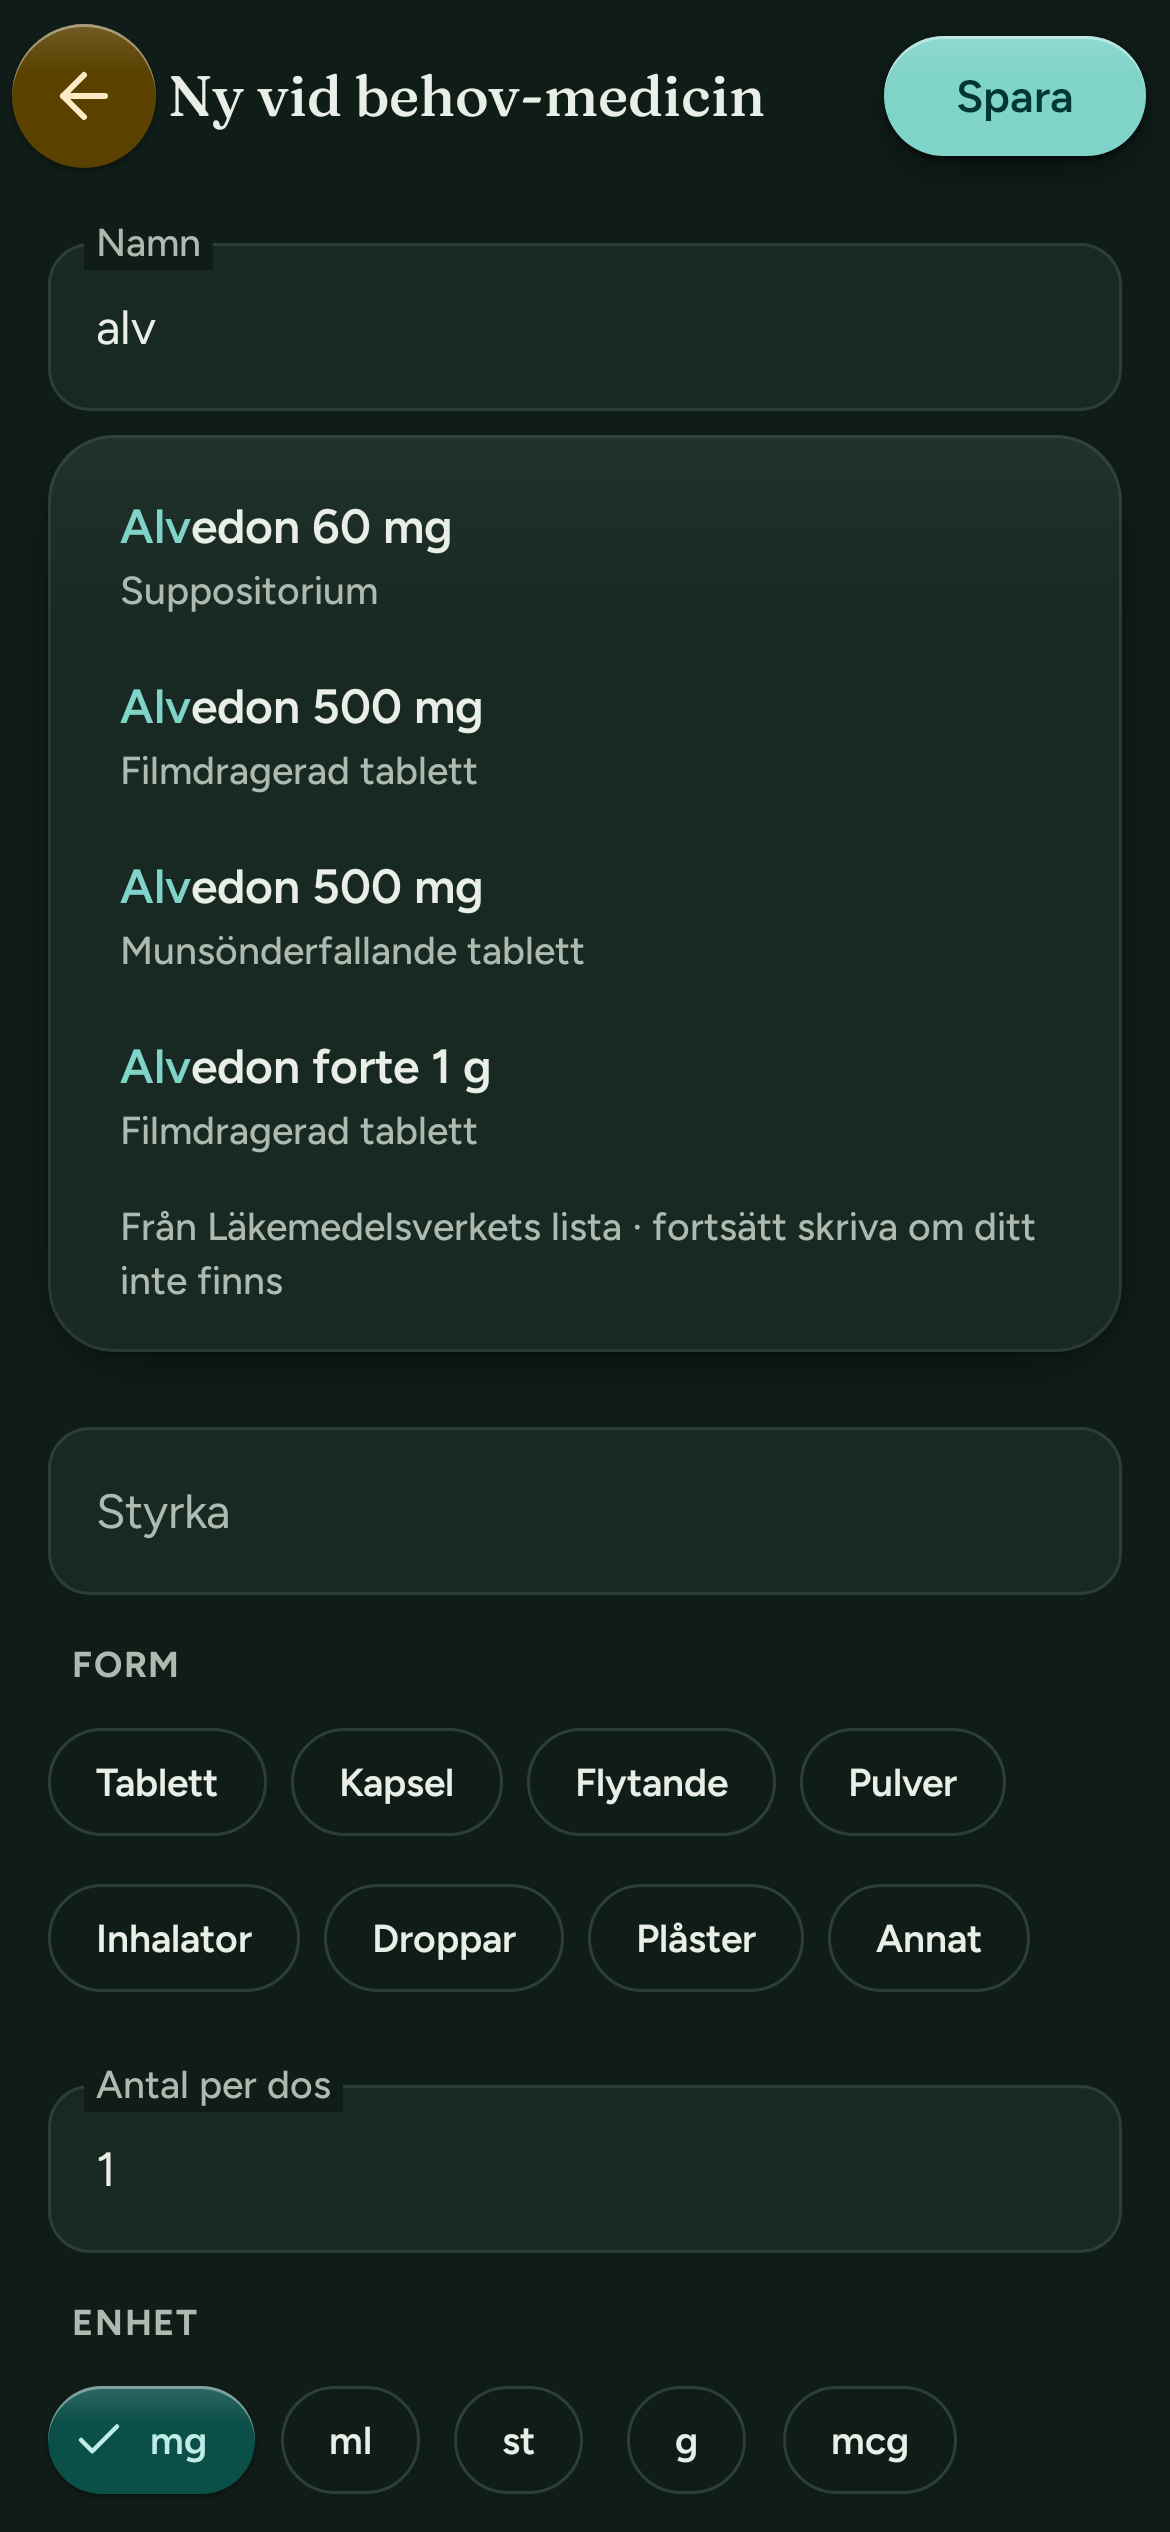 Ny vid behov-medicin
Spara
Namn
alv
Alvedon 60 mg
Suppositorium
Alvedon 500 mg
Filmdragerad tablett
Alvedon 500 mg
Munsönderfallande tablett
Alvedon forte 1 g
Filmdragerad tablett
Från Läkemedelsverkets lista · fortsätt skriva om ditt
inte finns
Styrka
FORM
Tablett Kapsel Flytande Pulver
Inhalator Droppar Plåster Annat
Antal per dos
1
ENHET
mg ml st g mcg